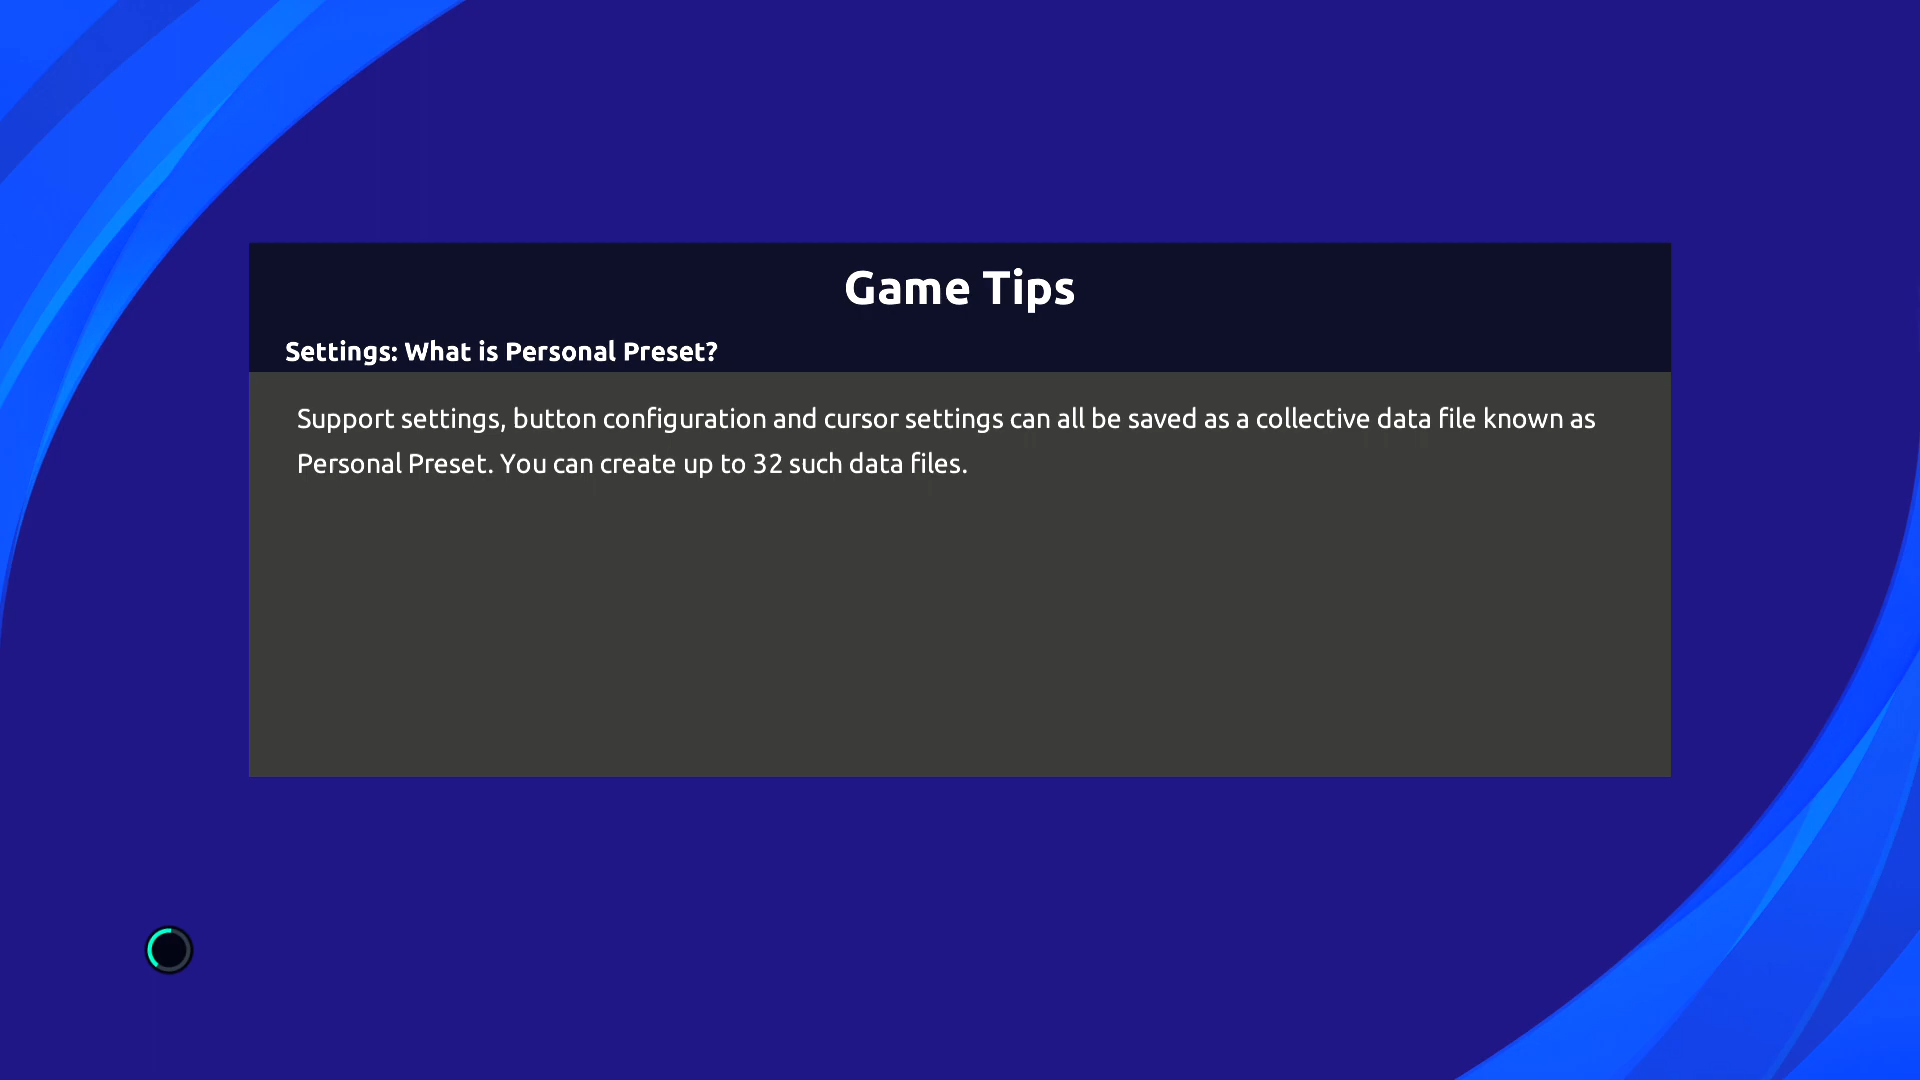 Game Tips
Settings: What is Personal Preset?
Support settings, button configuration and cursor settings can all be saved as a collective data file known as
Personal Preset. You can create up to 32 such data files.